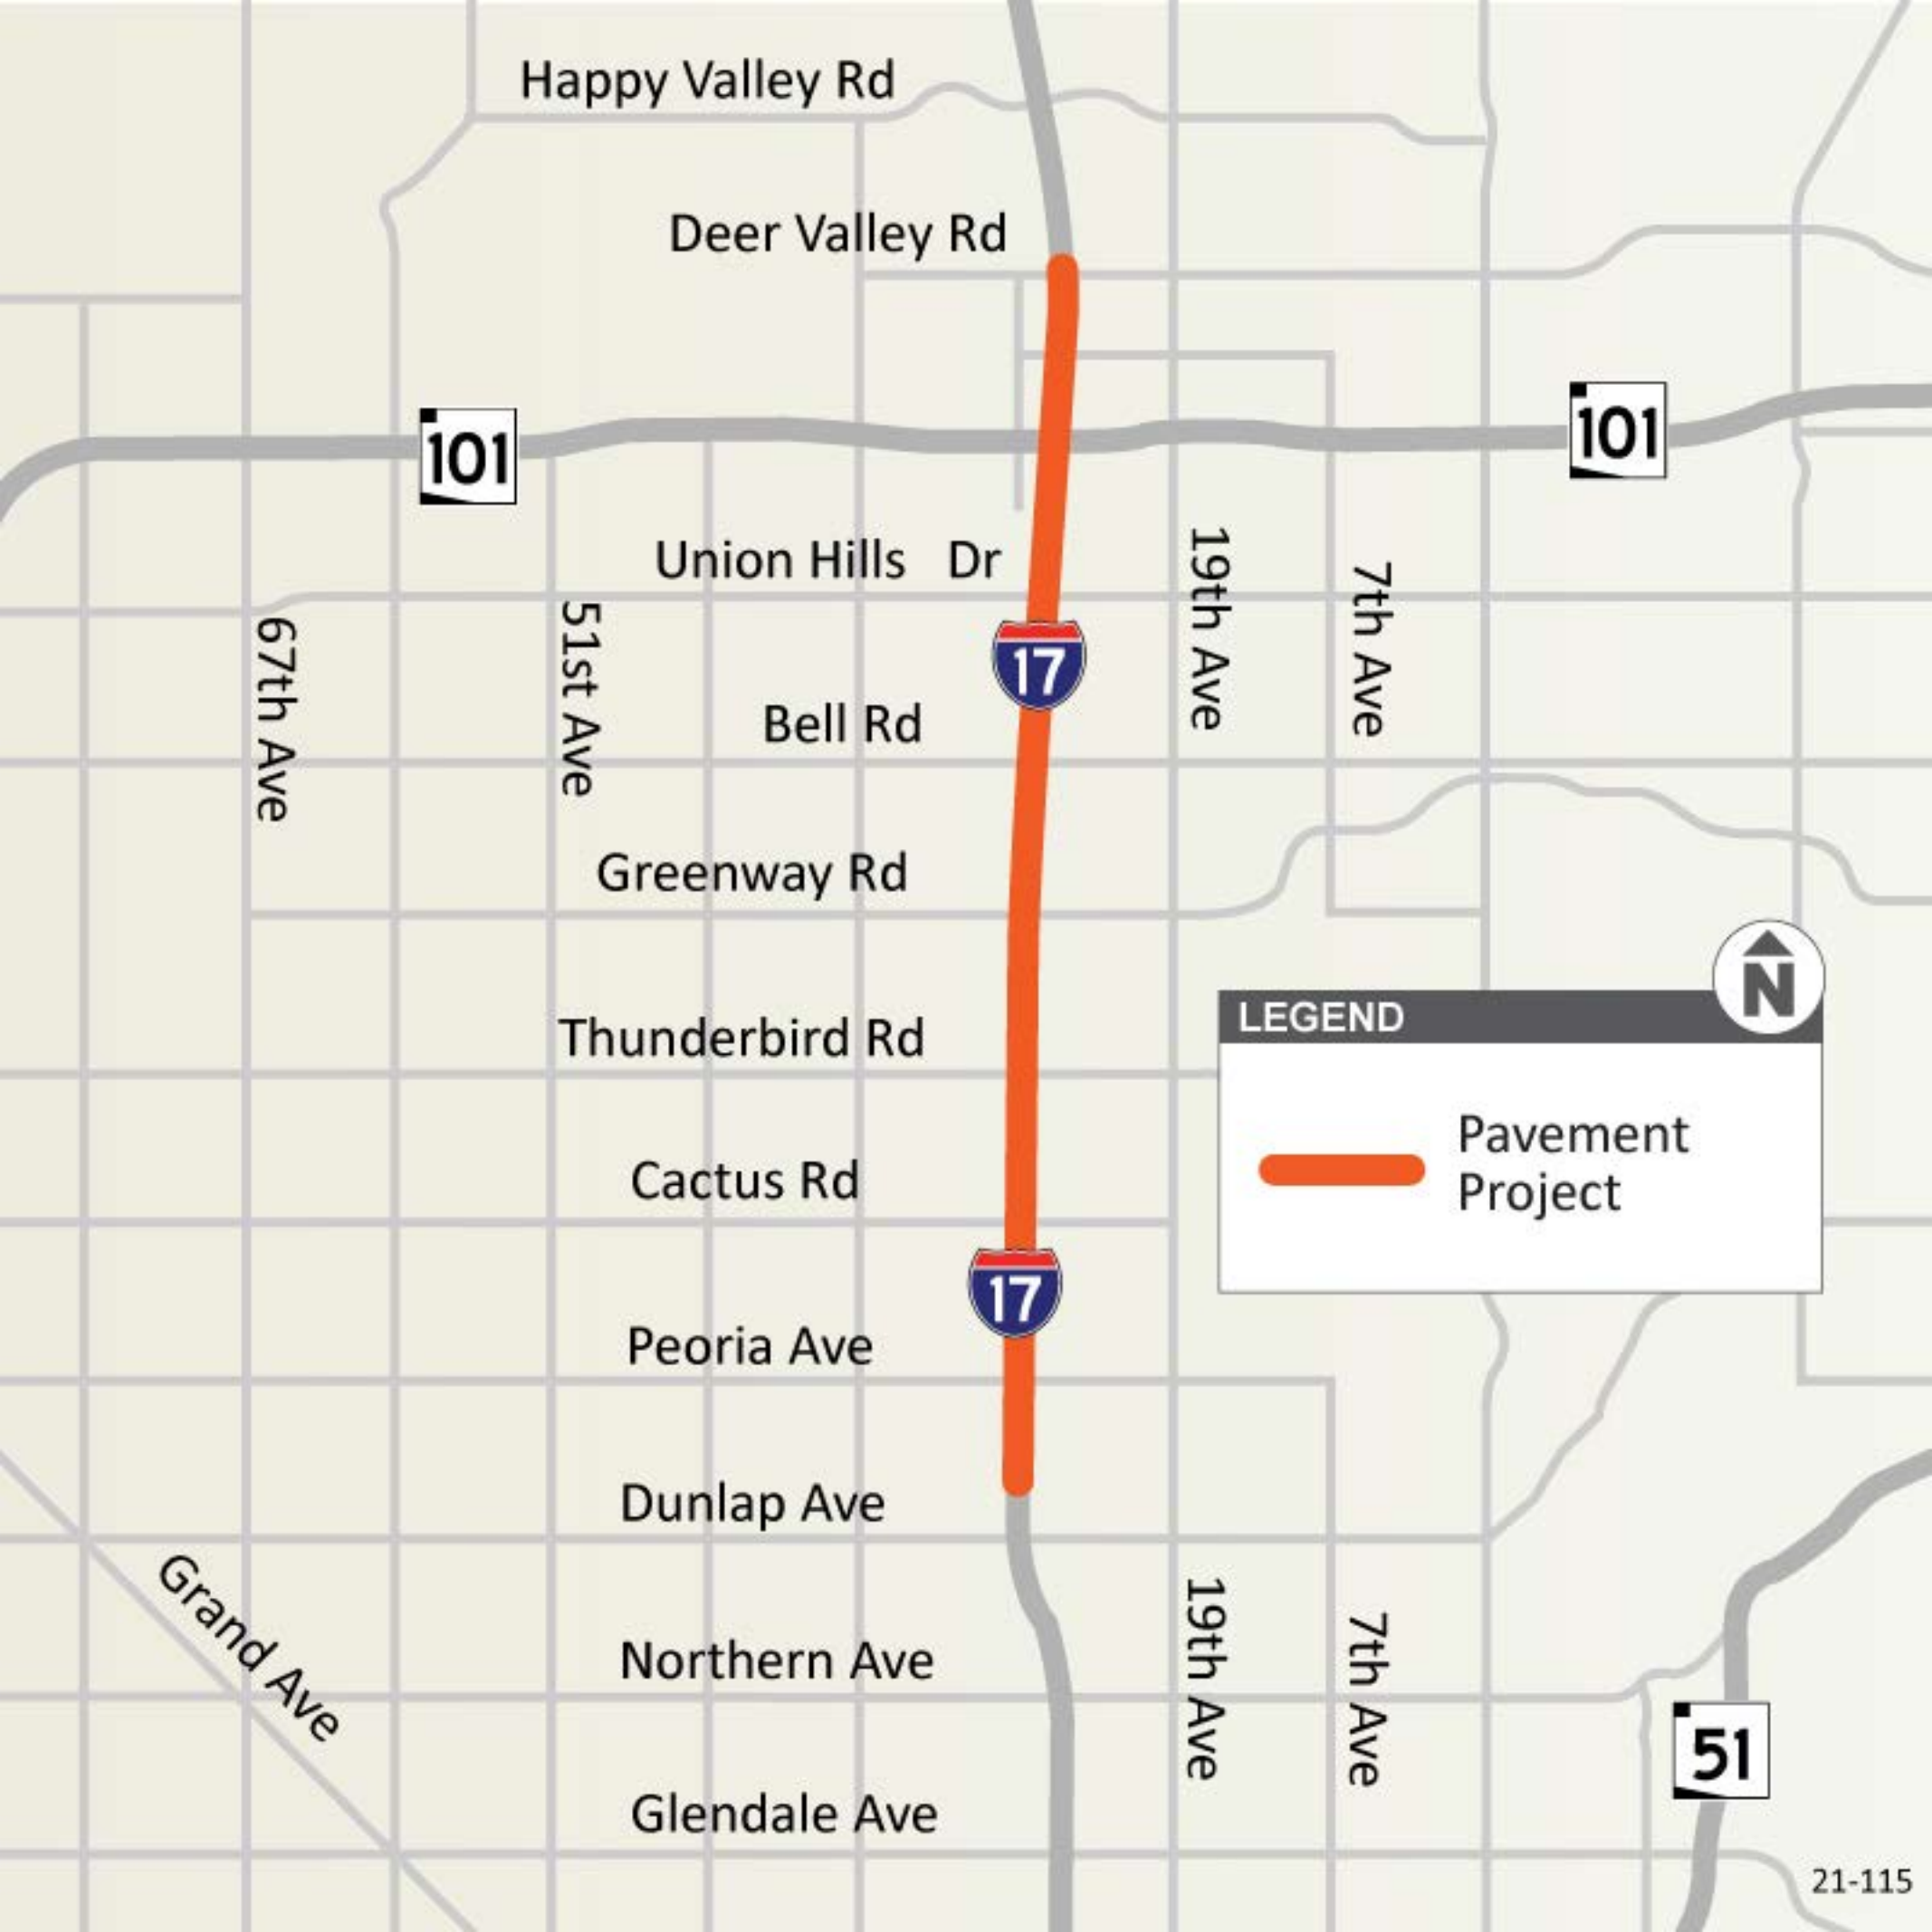 Happy Valley Rd
Deer Valley Rd
101
101
Union Hills Dr
19th Ave
7th Ave
67th Ave
51st Ave
17
Bell Rd
Greenway Rd
N
LEGEND
Thunderbird Rd
Pavement
Project
Cactus Rd
17
Peoria Ave
Dunlap Ave
Grand Ave
19th Ave
7th Ave
Northern Ave
51
Glendale Ave
21-115